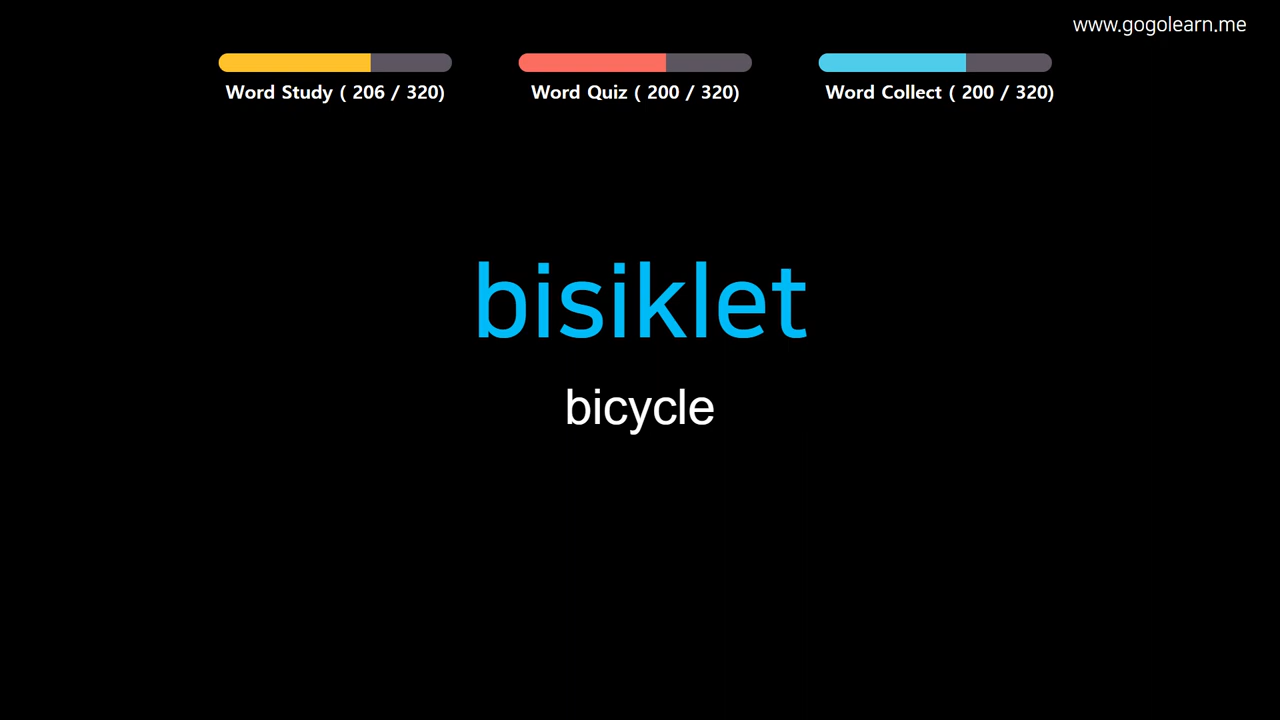 www.gogolearn.me
Word Study ( 206 / 320)
Word Quiz ( 200 / 320)
Word Collect ( 200 / 320)
bisiklet
bicycle